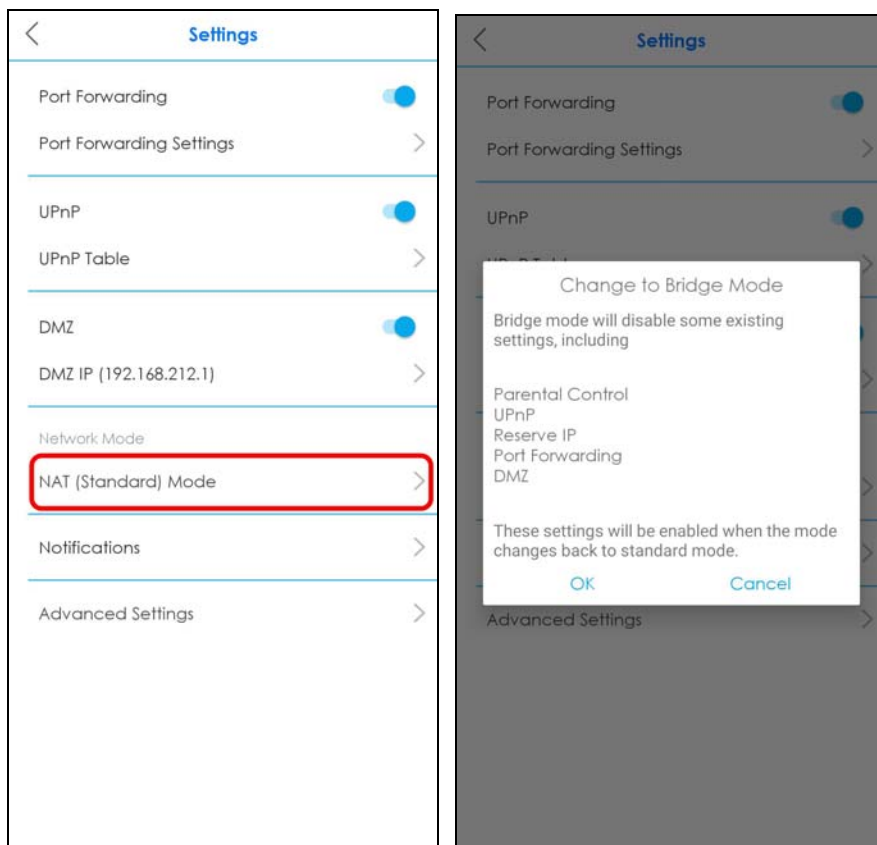 Settings
Port Forwarding
Port Forwarding Settings
UPnP
UPnP Table
DMZ
DMZ IP (192.168.212.1)
Network Mode
NAT (Standard) Mode
Notifications
Advanced Settings
Settings
Port Forwarding
Port Forwarding Settings
UPnP
Change to Bridge Mode
Bridge mode will disable some existing
settings, including
Parental Control
UPnP
Reserve IP
Port Forwarding
DMZ
These settings will be enabled when the mode
changes back to standard mode.
OK Cancel
Advanced Settings